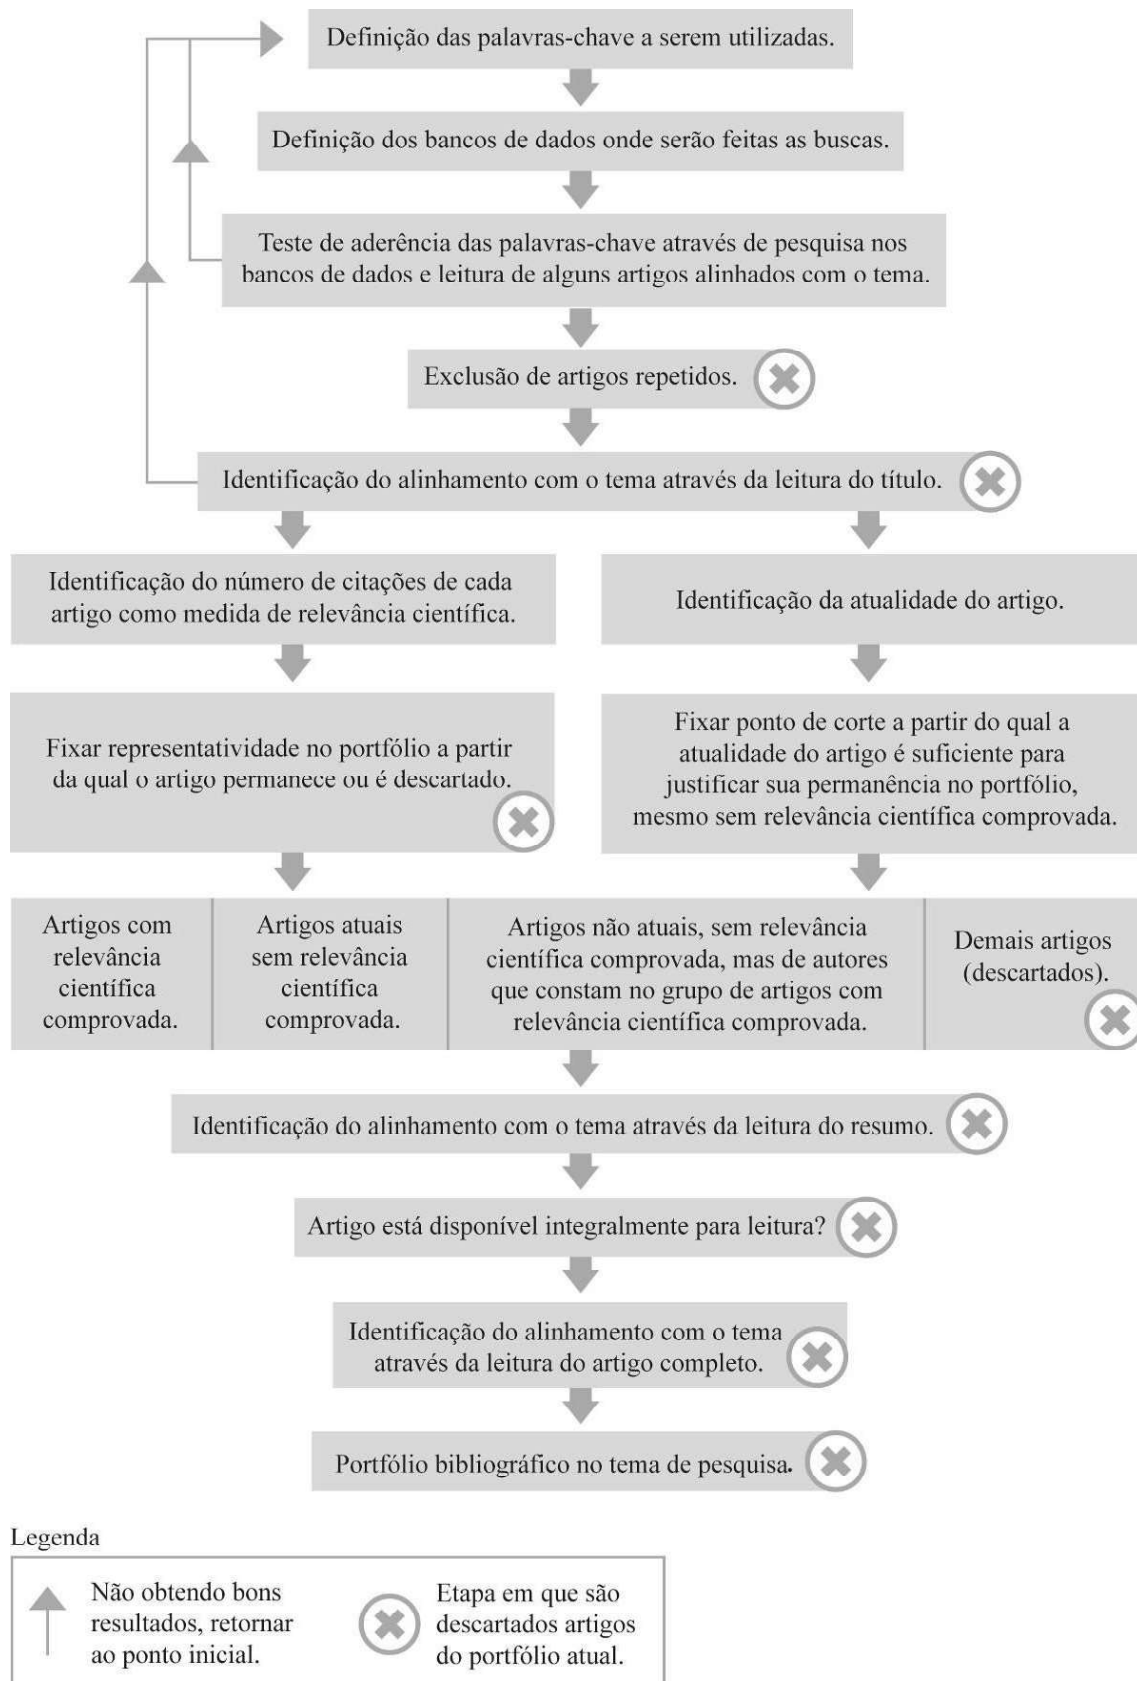 Definição das palavras-chave a serem utilizadas.
Definição dos bancos de dados onde serão feitas as buscas.
Teste de aderência das palavras-chave através de pesquisa nos
bancos de dados e leitura de alguns artigos alinhados com o tema.
Exclusão de artigos repetidos.
Identificação do alinhamento com o tema através da leitura do título.
Identificação do número de citações de cada
artigo como medida de relevância científica.
Identificação da atualidade do artigo.
Fixar representatividade no portfólio a partir
da qual o artigo permanece ou é descartado.
Fixar ponto de corte a partir do qual a
atualidade do artigo é suficiente para
justificar sua permanência no portfólio,
mesmo sem relevância científica comprovada.
Artigos com
relevância
científica
comprovada.
Artigos atuais
sem relevância
científica
comprovada.
Artigos não atuais, sem relevância
científica comprovada, mas de autores
que constam no grupo de artigos com
relevância científica comprovada.
Demais artigos
(descartados).
Identificação do alinhamento com o tema através da leitura do resumo.
Artigo está disponível integralmente para leitura?
Identificação do alinhamento com o tema
através da leitura do artigo completo.
Portfólio bibliográfico no tema de pesquisa.
Legenda
Não obtendo bons
resultados, retornar
ao ponto inicial.
Etapa em que são
descartados artigos
do portfólio atual.